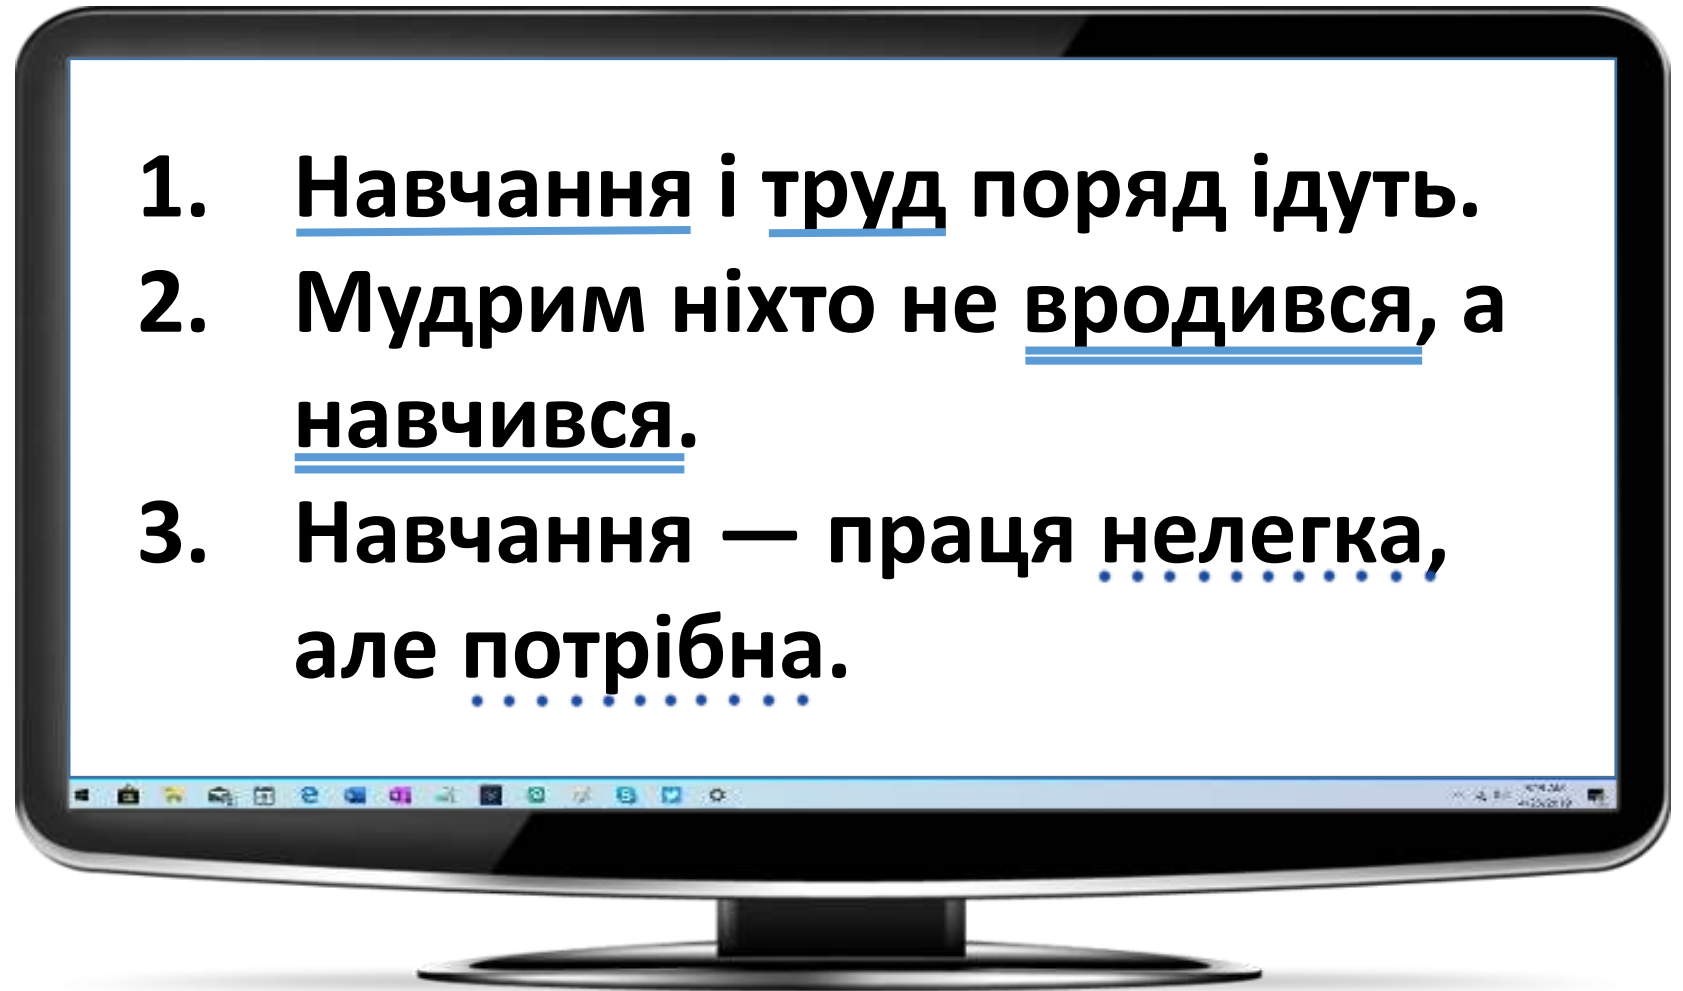 1. Навчання і труд поряд ідуть.
2. Мудрим ніхто не вродився, а
навчився.
3. Навчання — праця нелегка,
але потрібна.